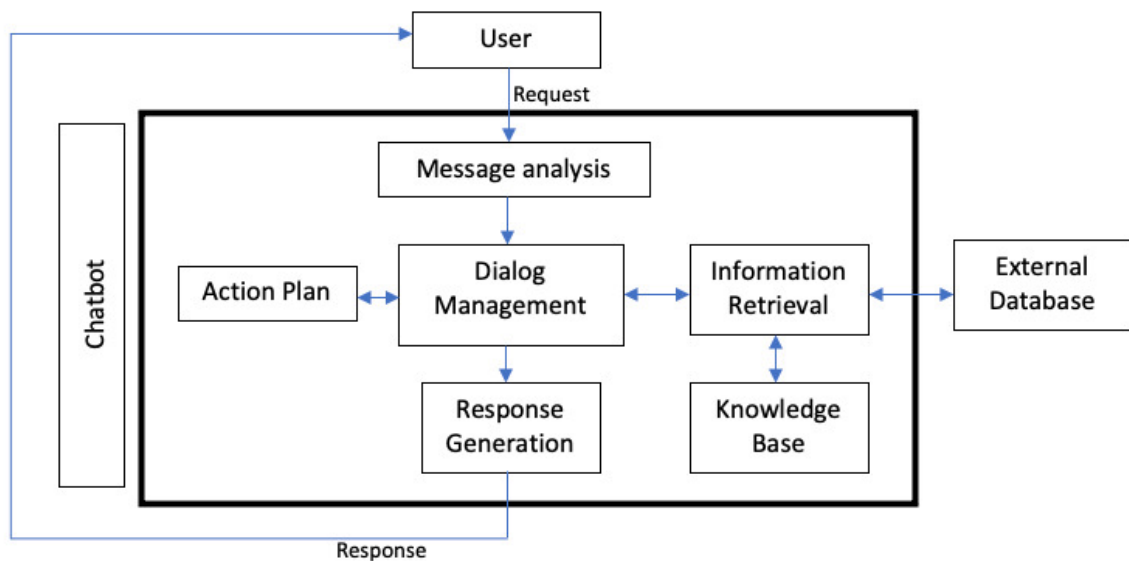 User
Request
Message analysis
Chatbot
Action Plan
Dialog
Management
Information
Retrieval
External
Database
Response
Generation
Knowledge
Base
Response